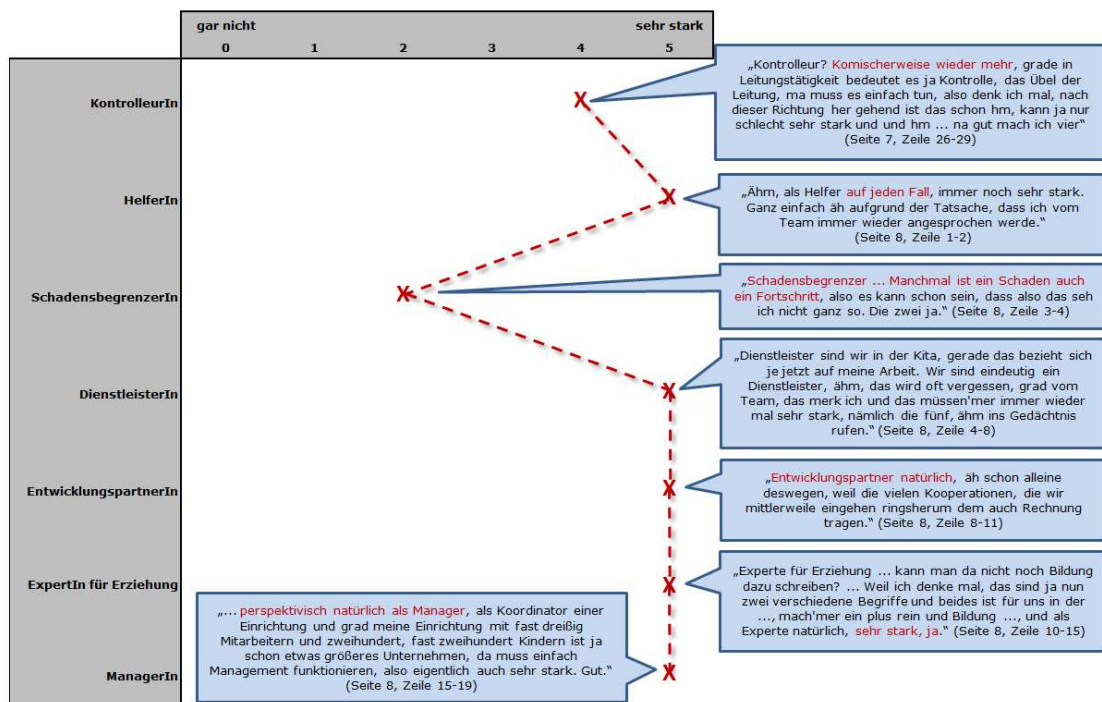 gar nicht sehr stark
0 1 2 3 4 5
KontrolleurIn
X
„Kontrolleur? Komischerweise wieder mehr, grade in
Leitungstätigkeit bedeutet es ja Kontrolle, das Übel der
Leitung, ma muss es einfach tun, also denk ich mal, nach
dieser Richtung her gehend ist das schon hm, kann ja nur
schlecht sehr stark und und hm ... na gut mach ich vier“
(Seite 7, Zeile 26-29)
HelferIn
X
„Ähm, als Helfer auf jeden Fall, immer noch sehr stark.
Ganz einfach äh aufgrund der Tatsache, dass ich vom
Team immer wieder angesprochen werde.“
(Seite 8, Zeile 1-2)
SchadensbegrenzerIn
X
„Schadensbegrenzer ... Manchmal ist ein Schaden auch
ein Fortschritt, also es kann schon sein, dass also das seh
ich nicht ganz so. Die zwei ja.“ (Seite 8, Zeile 3-4)
DienstleisterIn
X
„Dienstleister sind wir in der Kita, gerade das bezieht sich
je jetzt auf meine Arbeit. Wir sind eindeutig ein
Dienstleister, ähm, das wird oft vergessen, grad vom
Team, das merk ich und das müssen'mer immer wieder
mal sehr stark, nämlich die fünf, ähm ins Gedächtnis
rufen.“ (Seite 8, Zeile 4-8)
EntwicklungspartnerIn
X
„Entwicklungspartner natürlich, äh schon alleine
deswegen, weil die vielen Kooperationen, die wir
mittlerweile eingehen ringsherum dem auch Rechnung
tragen.“ (Seite 8, Zeile 8-11)
ExpertIn für Erziehung
X
„Experte für Erziehung ... kann man da nicht noch Bildung
dazu schreiben? ... Weil ich denke mal, das sind ja nun
zwei verschiedene Begriffe und beides ist für uns in der
..., mach'mer ein plus rein und Bildung ..., und als
Experte natürlich, sehr stark, ja.“ (Seite 8, Zeile 10-15)
ManagerIn
X
„... perspektivisch natürlich als Manager, als Koordinator einer
Einrichtung und grad meine Einrichtung mit fast dreißig
Mitarbeitern und zweihundert, fast zweihundert Kindern ist ja
schon etwas größeres Unternehmen, da muss einfach
Management funktionieren, also eigentlich auch sehr stark. Gut.“
(Seite 8, Zeile 15-19)